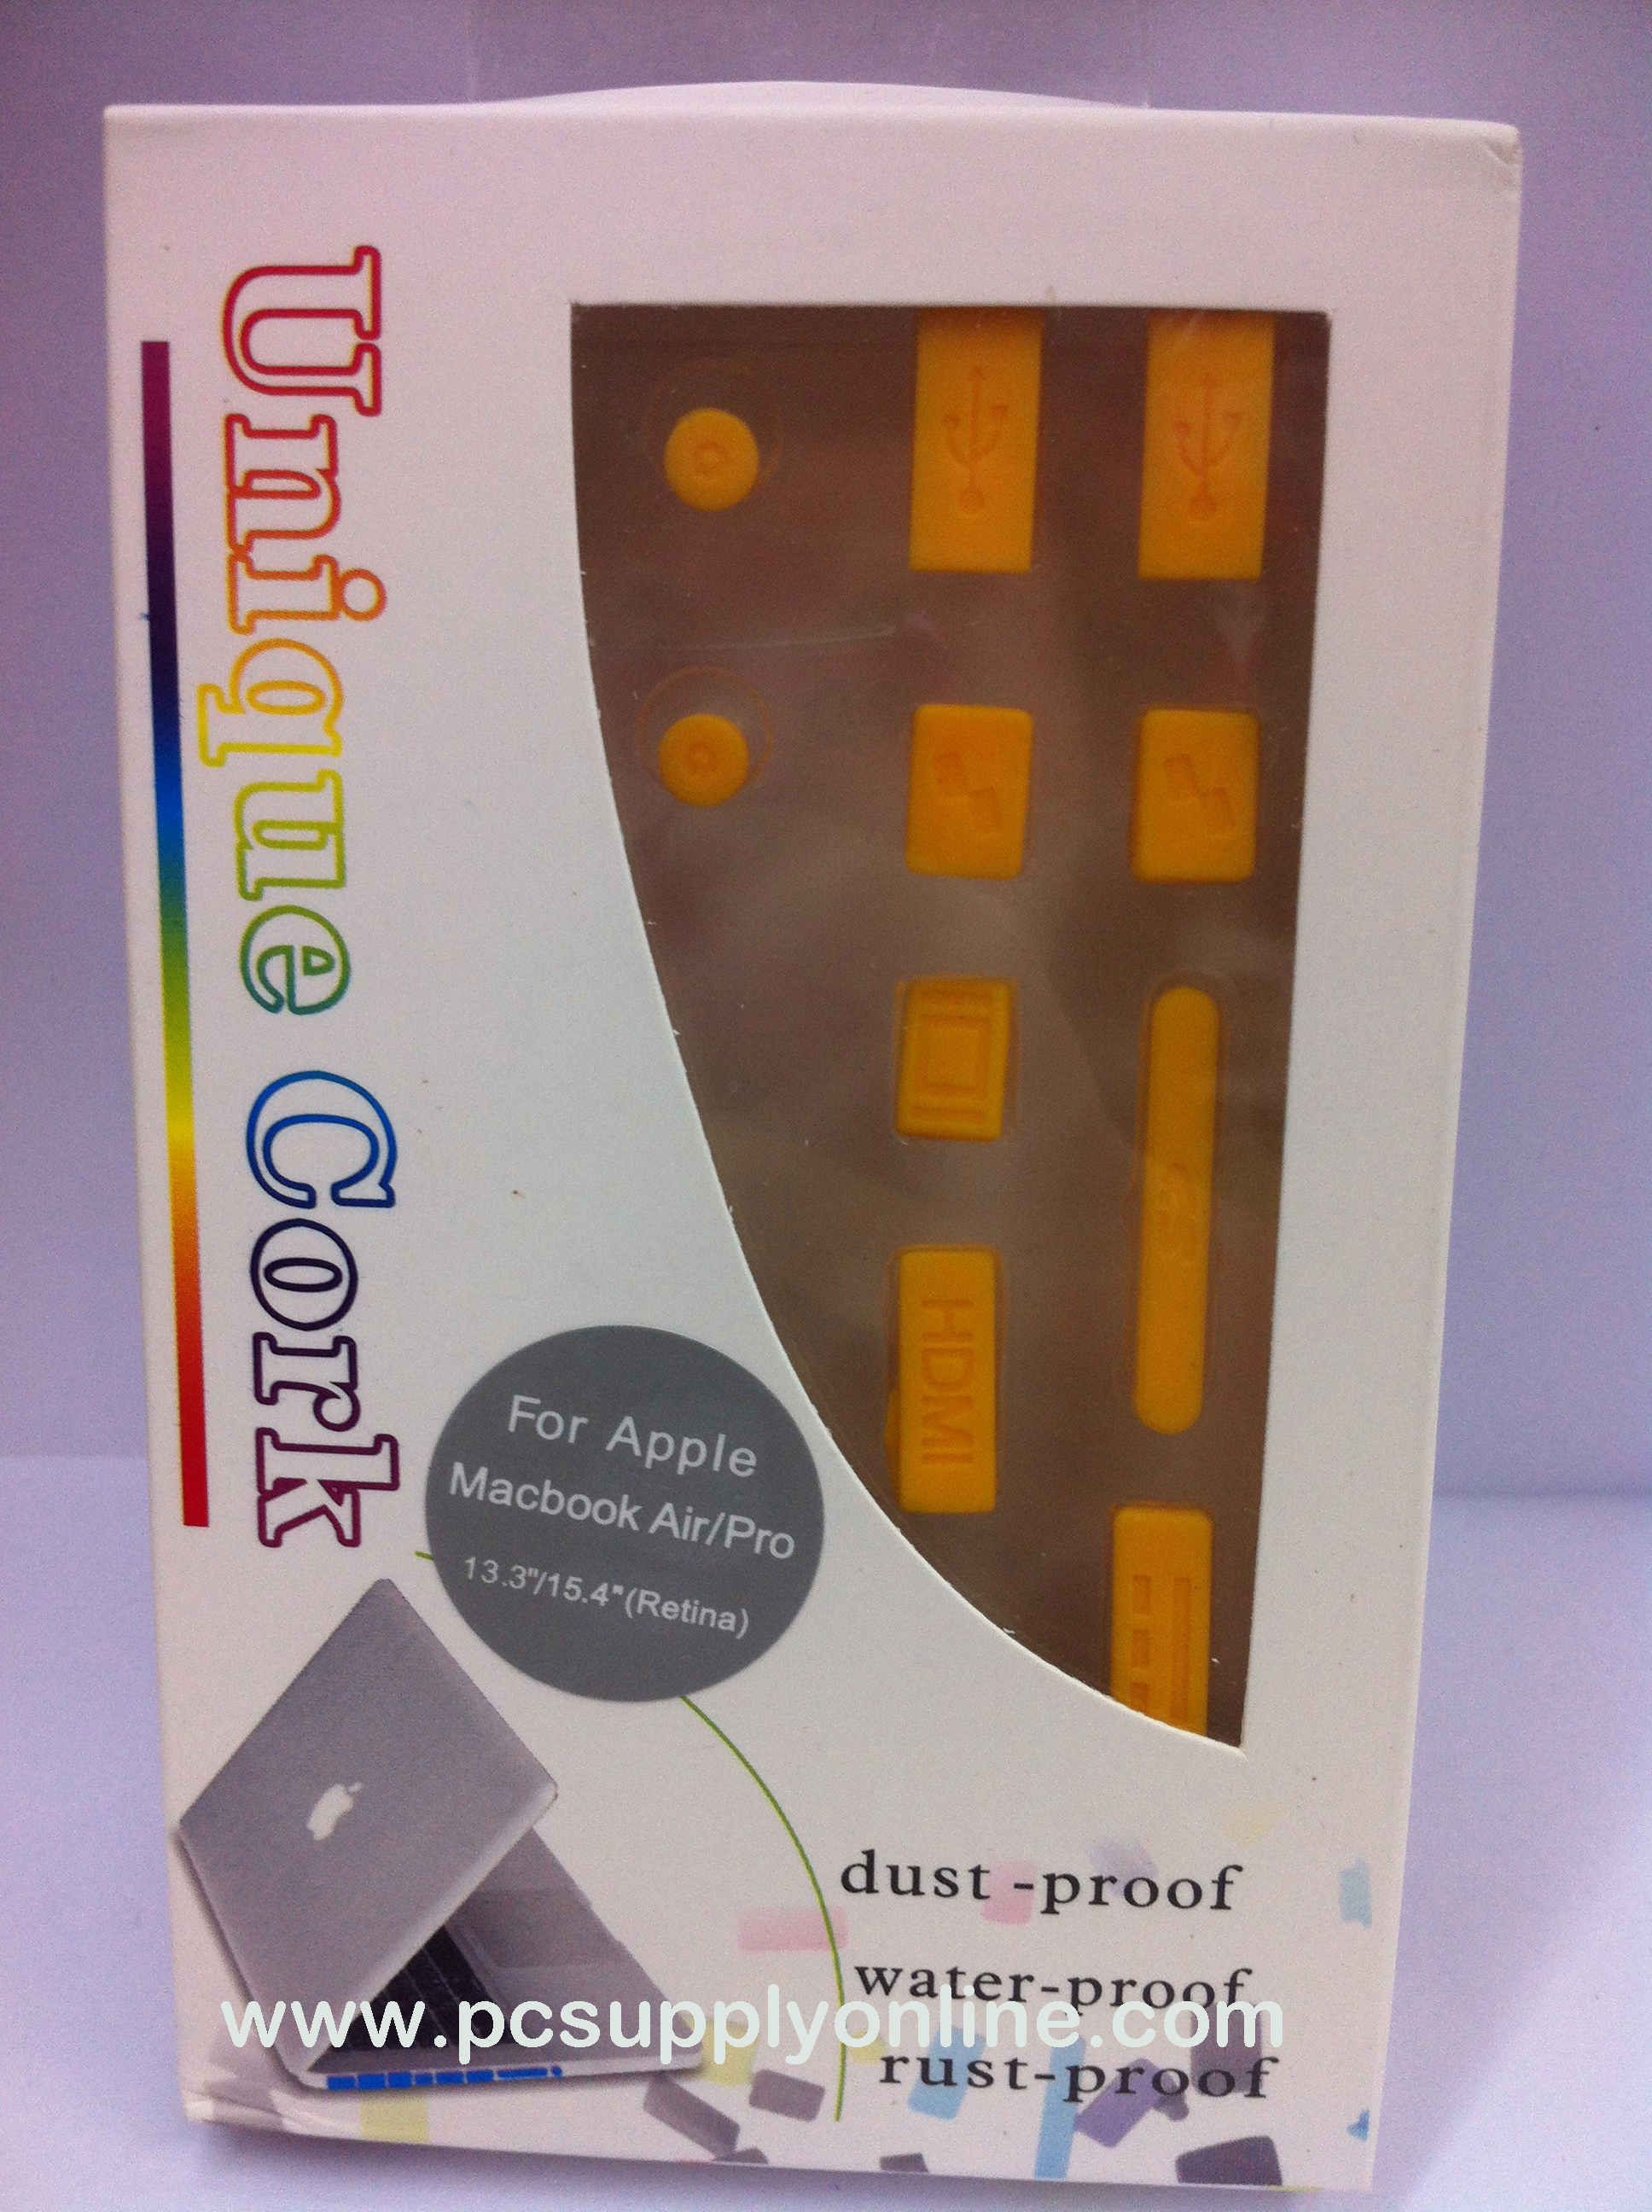 Unique Cork
HDMI
For Apple
Macbook Air/Pro
13.3"/15.4"(Retina)
dust -proof
water-proof
www.pcsupplyonline.com
rust-proof